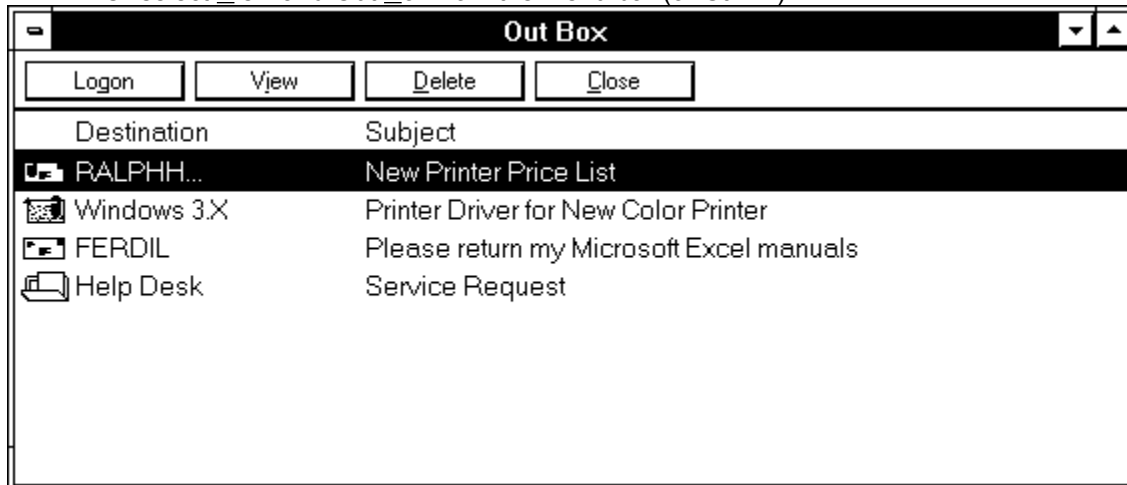 Out Box
Logon View Delete Close
Destination Subject
RALPHH... New Printer Price List
Windows 3.X Printer Driver for New Color Printer
FERDIL Please return my Microsoft Excel manuals
Help Desk Service Request